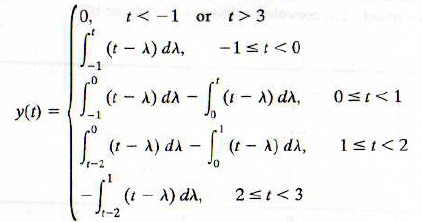 0, t < −1 or t > 3
∫_{-1}^{t} (t − λ) dλ, −1 ≤ t < 0
y(t) = { ∫_{-1}^{0} (t − λ) dλ − ∫_{0}^{t} (t − λ) dλ, 0 ≤ t < 1
∫_{t−2}^{0} (t − λ) dλ − ∫_{0}^{1} (t − λ) dλ, 1 ≤ t < 2
−∫_{t−2}^{1} (t − λ) dλ, 2 ≤ t < 3